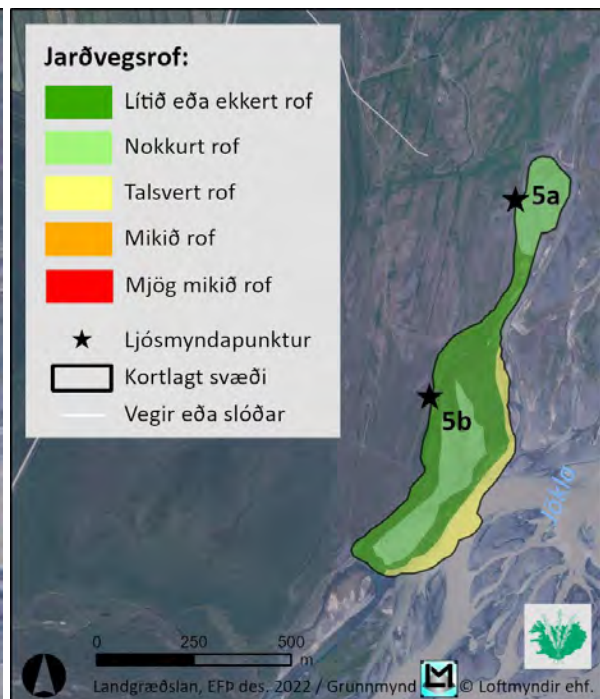 Jarðvegsrof:
Lítið eða ekkert rof
Nokkurt rof
Talsvert rof
Mikið rof
Mjög mikið rof
Ljósmyndapunktur
Kortlagt svæði
Vegir eða slóðar
5a
5b
Jökla
0 250 500
m
Landgræðslan, EFÞ des. 2022 / Grunnmynd LM © Loftmyndir ehf.